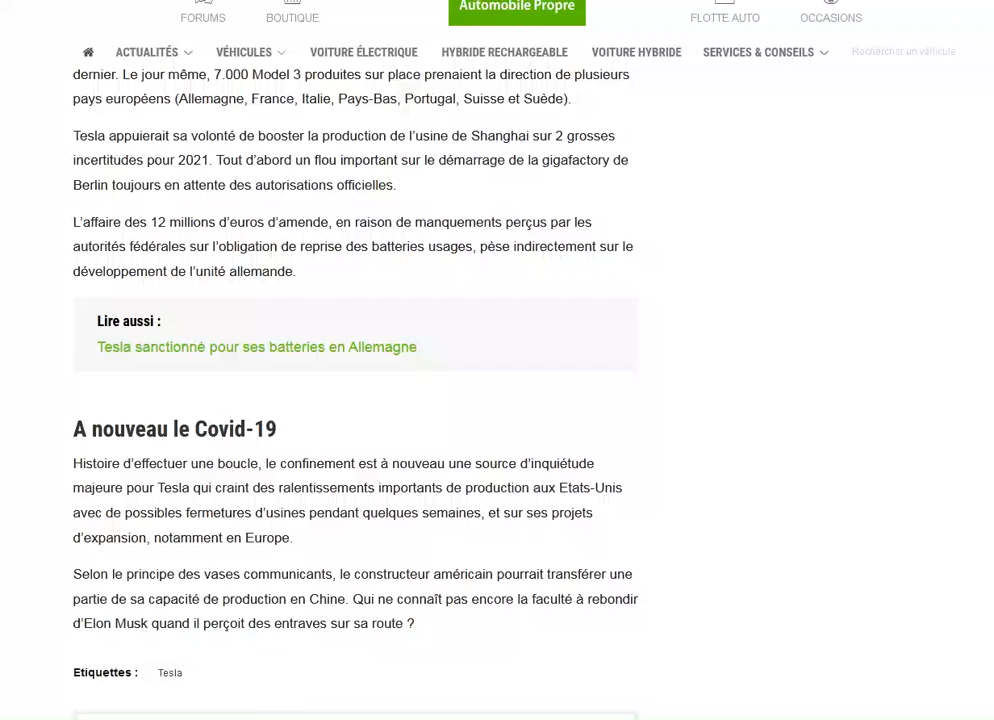 Automobile Propre
FORUMS
BOUTIQUE
FLOTTE AUTO
OCCASIONS
ACTUALITÉS
VÉHICULES
VOITURE ÉLECTRIQUE
HYBRIDE RECHARGEABLE
VOITURE HYBRIDE
SERVICES & CONSEILS
Rechercher un véhicule
dernier. Le jour même, 7.000 Model 3 produites sur place prenaient la direction de plusieurs
pays européens (Allemagne, France, Italie, Pays-Bas, Portugal, Suisse et Suède).
Tesla appuierait sa volonté de booster la production de l’usine de Shanghai sur 2 grosses
incertitudes pour 2021. Tout d’abord un flou important sur le démarrage de la gigafactory de
Berlin toujours en attente des autorisations officielles.
L’affaire des 12 millions d’euros d’amende, en raison de manquements perçus par les
autorités fédérales sur l’obligation de reprise des batteries usages, pèse indirectement sur le
développement de l’unité allemande.
Lire aussi :
Tesla sanctionné pour ses batteries en Allemagne
A nouveau le Covid-19
Histoire d’effectuer une boucle, le confinement est à nouveau une source d’inquiétude
majeure pour Tesla qui craint des ralentissements importants de production aux Etats-Unis
avec de possibles fermetures d’usines pendant quelques semaines, et sur ses projets
d’expansion, notamment en Europe.
Selon le principe des vases communicants, le constructeur américain pourrait transférer une
partie de sa capacité de production en Chine. Qui ne connaît pas encore la faculté à rebondir
d’Elon Musk quand il perçoit des entraves sur sa route ?
Etiquettes : Tesla